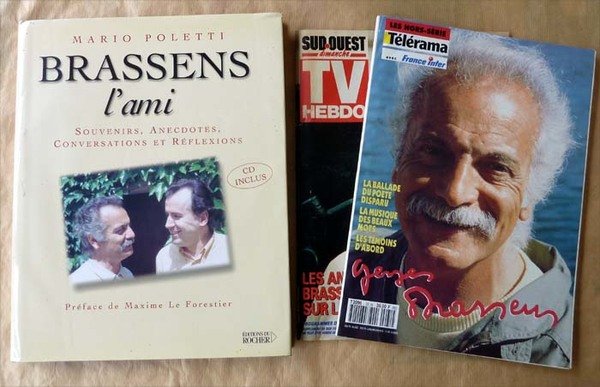 MARIO POLETTI
BRASSENS
l'ami
SOUVENIRS, ANECDOTES,
CONVERSATIONS ET RÉFLEXIONS
CD
INCLUS
Préface de Maxime Le Forestier
EDITIONS DU
ROCHER
SUD OUEST
dimanche
TV
HEBDO
LES
BRASS
SUR L
LES HORS-SÉRIE
Télérama
AVEC
France inter
LA BALLADE
DU POÈTE
DISPARU
LA MUSIQUE
DES BEAUX
MOTS
LES TÉMOINS
D'ABORD
Georges
Brassens